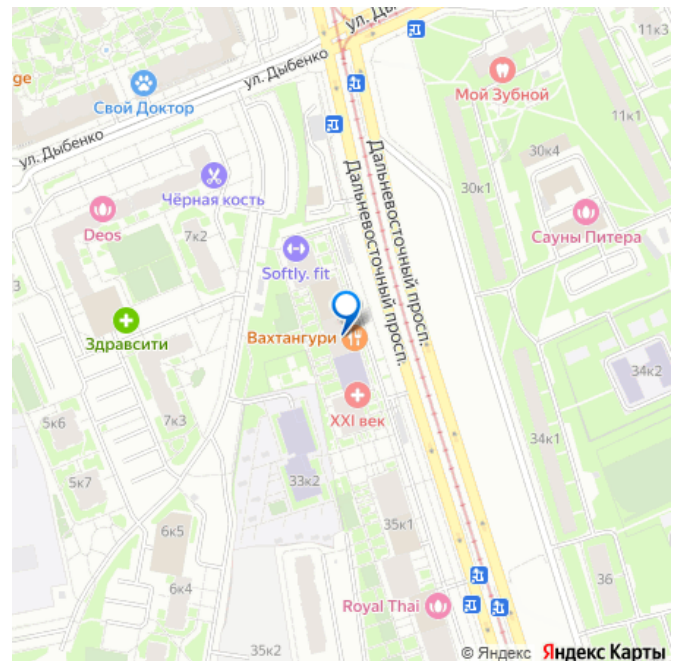 ул. Дыбенко
11к3
ge
Свой Доктор
ул. Дыбенко
Мой Зубной
11к1
ул. Дыбенко
30к4
Чёрная кость
30к1
Дальневосточный просп.
Дальневосточный просп.
Deos
7к2
Сауны Питера
Softly. fit
3
Вахтангури
Здравсити
34к2
XXI век
5к6
7к3
34к1
5к7
33к2
6к5
35к1
36
6к4
Royal Thai
35к2
© Яндекс Яндекс Карты